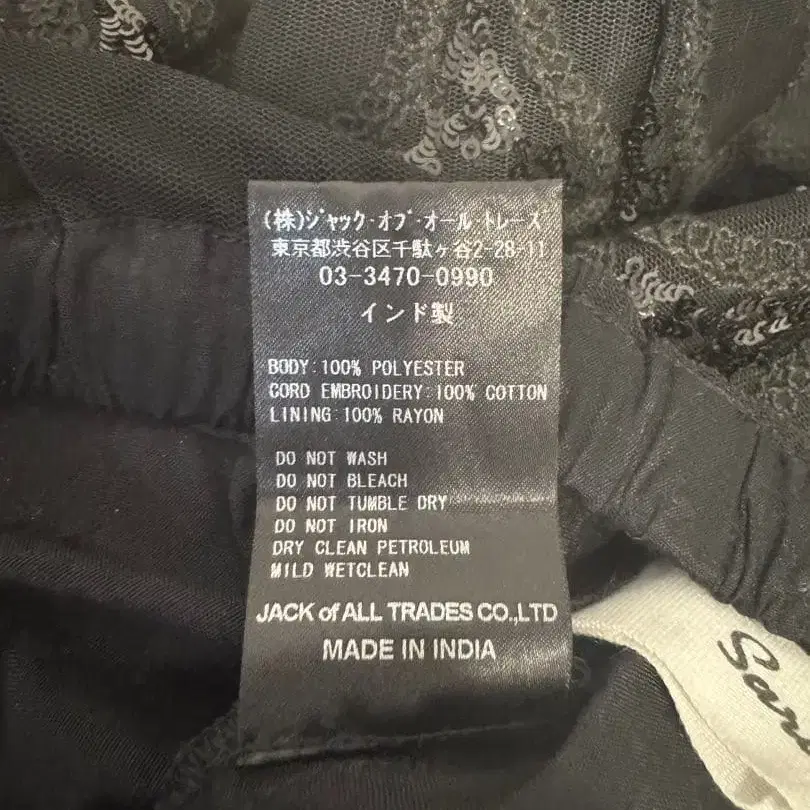 (株)ジャック・オブ・オール・トレース
東京都渋谷区千駄ヶ谷2-28-11
03-3470-0990
インド製
BODY:100% POLYESTER
CORD EMBROIDERY:100% COTTON
LINING:100% RAYON
DO NOT WASH
DO NOT BLEACH
DO NOT TUMBLE DRY
DO NOT IRON
DRY CLEAN PETROLEUM
MILD WETCLEAN
JACK of ALL TRADES CO.,LTD
MADE IN INDIA